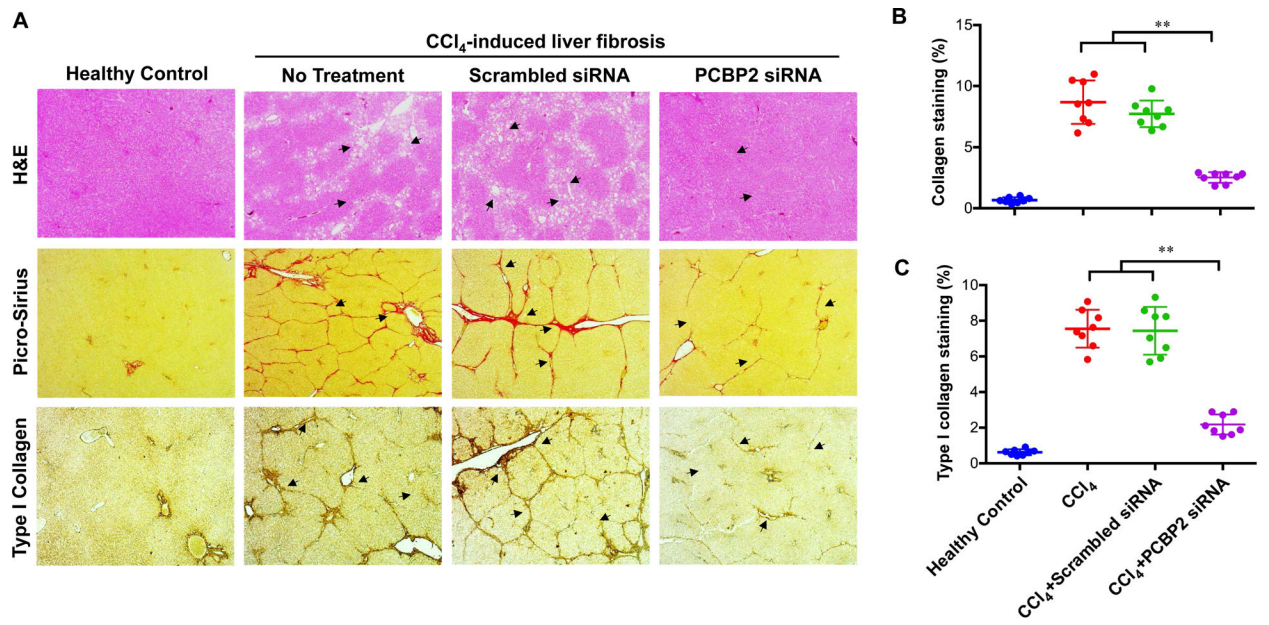 A
CCl₄-induced liver fibrosis
Healthy Control
No Treatment
Scrambled siRNA
PCBP2 siRNA
H&E
Picro-Sirius
Type I Collagen
B
Collagen staining (%)
15
10
5
0
**
C
Type I collagen staining (%)
10
8
6
4
2
0
**
Healthy Control
CCl₄
CCl₄+Scrambled siRNA
CCl₄+PCBP2 siRNA